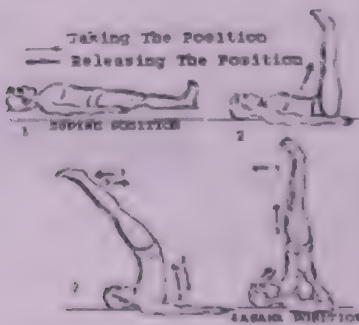 Taking The Position
Releasing The Position
1 SUPINE POSITION
2
3
ASANA POSITION